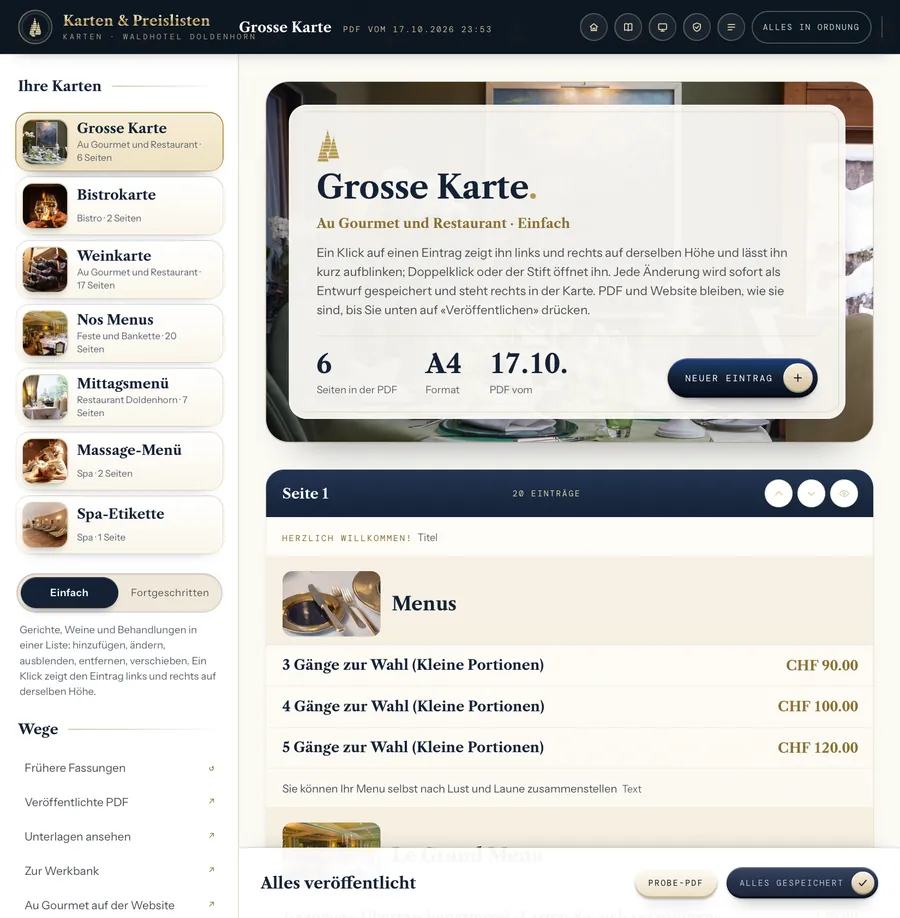 Karten & Preislisten
KARTEN · WALDHOTEL DOLDENHORN
Grosse Karte
PDF VOM 17.10.2026 23:53
ALLES IN ORDNUNG
Ihre Karten
Grosse Karte
Au Gourmet und Restaurant ·
6 Seiten
Bistrokarte
Bistro · 2 Seiten
Weinkarte
Au Gourmet und Restaurant ·
17 Seiten
Nos Menus
Feste und Bankette · 20
Seiten
Mittagsmenü
Restaurant Doldenhorn · 7
Seiten
Massage-Menü
Spa · 2 Seiten
Spa-Etikette
Spa · 1 Seite
Einfach
Fortgeschritten
Gerichte, Weine und Behandlungen in
einer Liste: hinzufügen, ändern,
ausblenden, entfernen, verschieben. Ein
Klick zeigt den Eintrag links und rechts auf
derselben Höhe.
Wege
Frühere Fassungen
Veröffentlichte PDF
Unterlagen ansehen
Zur Werkbank
Au Gourmet auf der Website
Grosse Karte.
Au Gourmet und Restaurant · Einfach
Ein Klick auf einen Eintrag zeigt ihn links und rechts auf derselben Höhe und lässt ihn
kurz aufblinken; Doppelklick oder der Stift öffnet ihn. Jede Änderung wird sofort als
Entwurf gespeichert und steht rechts in der Karte. PDF und Website bleiben, wie sie
sind, bis Sie unten auf «Veröffentlichen» drücken.
6
Seiten in der PDF
A4
Format
17.10.
PDF vom
NEUER EINTRAG
Seite 1
20 EINTRÄGE
HERZLICH WILLKOMMEN! Titel
Menus
3 Gänge zur Wahl (Kleine Portionen)
CHF 90.00
4 Gänge zur Wahl (Kleine Portionen)
CHF 100.00
5 Gänge zur Wahl (Kleine Portionen)
CHF 120.00
Sie können Ihr Menu selbst nach Lust und Laune zusammenstellen Text
Le Grand Menu
Alles veröffentlicht
PROBE-PDF
ALLES GESPEICHERT